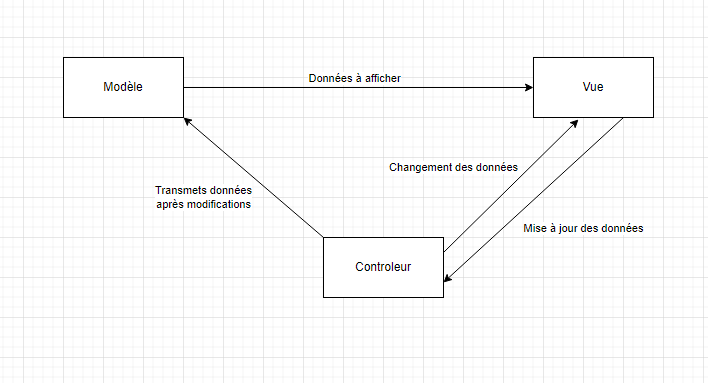 Modèle
Données à afficher
Vue
Changement des données
Transmets données
après modifications
Mise à jour des données
Controleur